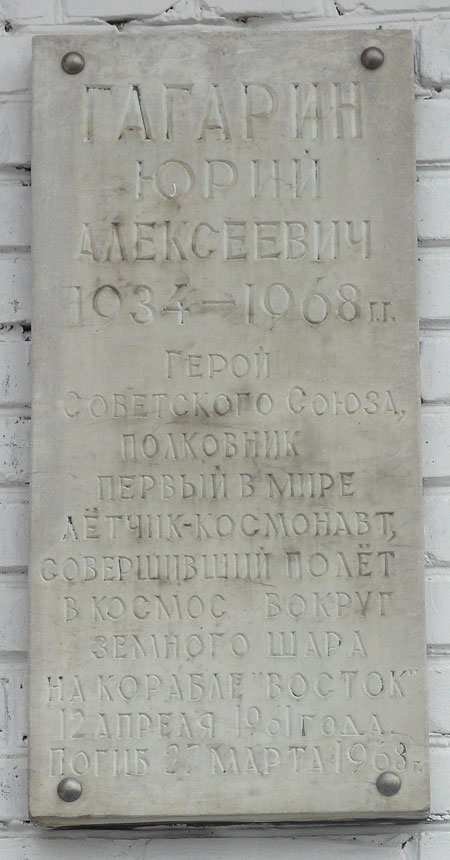 ГАГАРИН
ЮРИЙ
АЛЕКСЕЕВИЧ
1934–1968 г.г.
ГЕРОЙ
СОВЕТСКОГО СОЮЗА,
ПОЛКОВНИК
ПЕРВЫЙ В МИРЕ
ЛЁТЧИК-КОСМОНАВТ,
СОВЕРШИВШИЙ ПОЛЁТ
В КОСМОС ВОКРУГ
ЗЕМНОГО ШАРА
НА КОРАБЛЕ "ВОСТОК"
12 АПРЕЛЯ 1961 ГОДА.
ПОГИБ 27 МАРТА 1968 г.